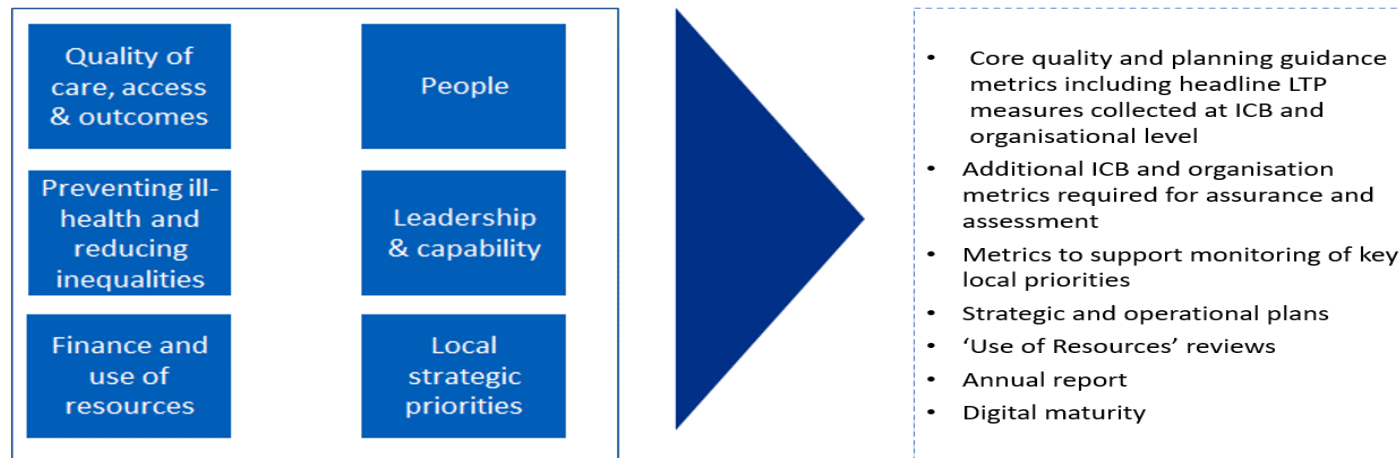 Quality of
care, access
& outcomes
People
Preventing ill-
health and
reducing
inequalities
Leadership
& capability
Finance and
use of
resources
Local
strategic
priorities
• Core quality and planning guidance
metrics including headline LTP
measures collected at ICB and
organisational level
• Additional ICB and organisation
metrics required for assurance and
assessment
• Metrics to support monitoring of key
local priorities
• Strategic and operational plans
• ‘Use of Resources’ reviews
• Annual report
• Digital maturity